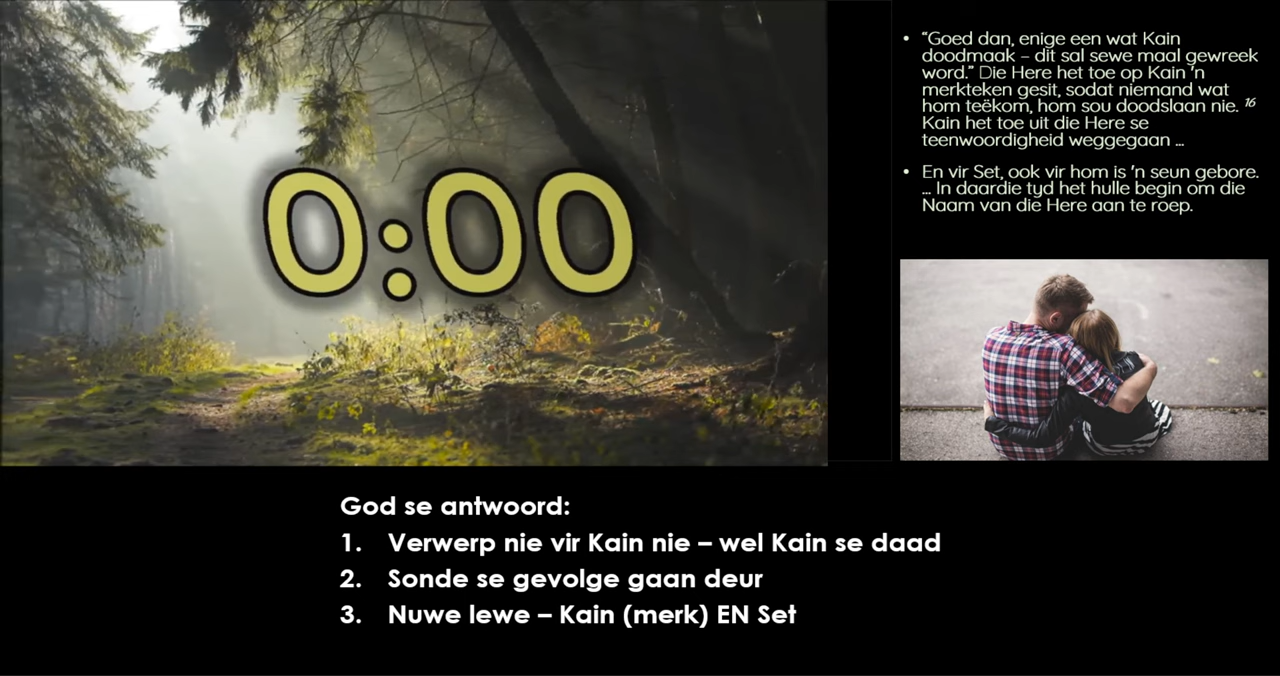 0:00
• “Goed dan, enige een wat Kain
doodmaak – dit sal sewe maal gewreek
word.” Die Here het toe op Kain 'n
merkteken gesit, sodat niemand wat
hom teëkom, hom sou doodslaan nie. 16
Kain het toe uit die Here se
teenwoordigheid weggegaan ...
• En vir Set, ook vir hom is 'n seun gebore.
... In daardie tyd het hulle begin om die
Naam van die Here aan te roep.
God se antwoord:
1. Verwerp nie vir Kain nie – wel Kain se daad
2. Sonde se gevolge gaan deur
3. Nuwe lewe – Kain (merk) EN Set